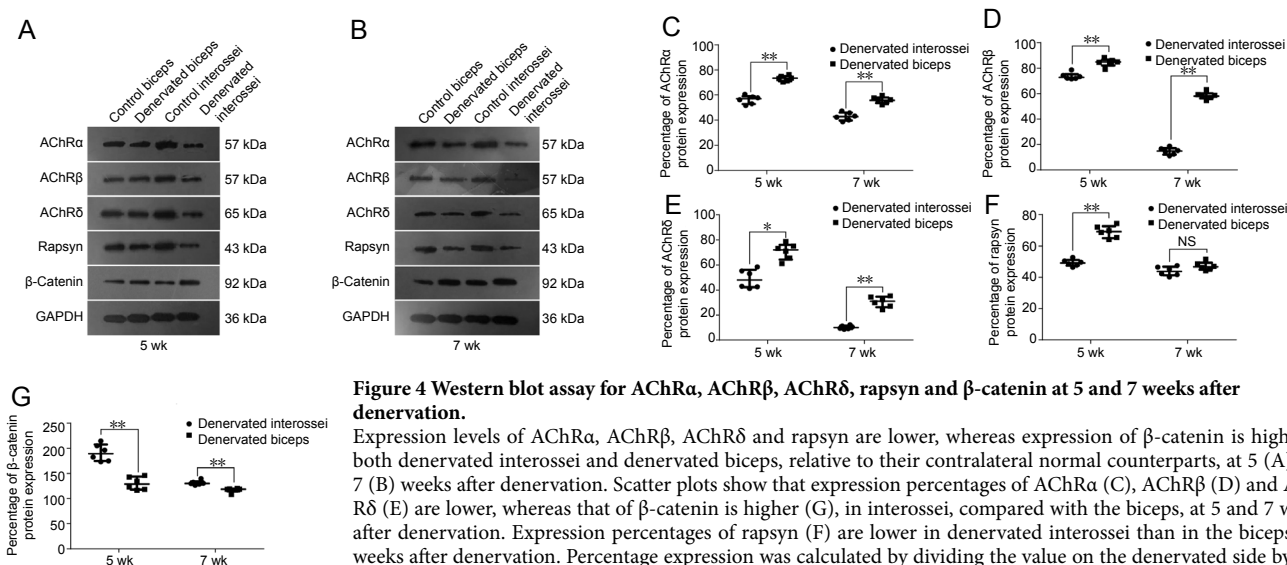 A
Control biceps
Denervated biceps
Control interossei
Denervated
interossei
AChRα 57 kDa
AChRβ 57 kDa
AChRδ 65 kDa
Rapsyn 43 kDa
β-Catenin 92 kDa
GAPDH 36 kDa
5 wk
B
Control biceps
Denervated biceps
Control interossei
Denervated
interossei
AChRα 57 kDa
AChRβ 57 kDa
AChRδ 65 kDa
Rapsyn 43 kDa
β-Catenin 92 kDa
GAPDH 36 kDa
7 wk
C
Percentage of AChRα
protein expression
100
80
60
40
20
0
Denervated interossei
Denervated biceps
**
**
5 wk 7 wk
D
Percentage of AChRβ
protein expression
100
80
60
40
20
0
Denervated interossei
Denervated biceps
**
**
5 wk 7 wk
E
Percentage of AChRδ
protein expression
100
80
60
40
20
0
Denervated interossei
Denervated biceps
*
**
5 wk 7 wk
F
Percentage of rapsyn
protein expression
80
60
40
20
0
Denervated interossei
Denervated biceps
**
NS
5 wk 7 wk
G
Percentage of β-catenin
protein expression
250
200
150
100
50
0
Denervated interossei
Denervated biceps
**
**
5 wk 7 wk
Figure 4 Western blot assay for AChRα, AChRβ, AChRδ, rapsyn and β-catenin at 5 and 7 weeks after
denervation.
Expression levels of AChRα, AChRβ, AChRδ and rapsyn are lower, whereas expression of β-catenin is high
both denervated interossei and denervated biceps, relative to their contralateral normal counterparts, at 5 (A)
7 (B) weeks after denervation. Scatter plots show that expression percentages of AChRα (C), AChRβ (D) and A
Rδ (E) are lower, whereas that of β-catenin is higher (G), in interossei, compared with the biceps, at 5 and 7 w
after denervation. Expression percentages of rapsyn (F) are lower in denervated interossei than in the biceps
weeks after denervation. Percentage expression was calculated by dividing the value on the denervated side by